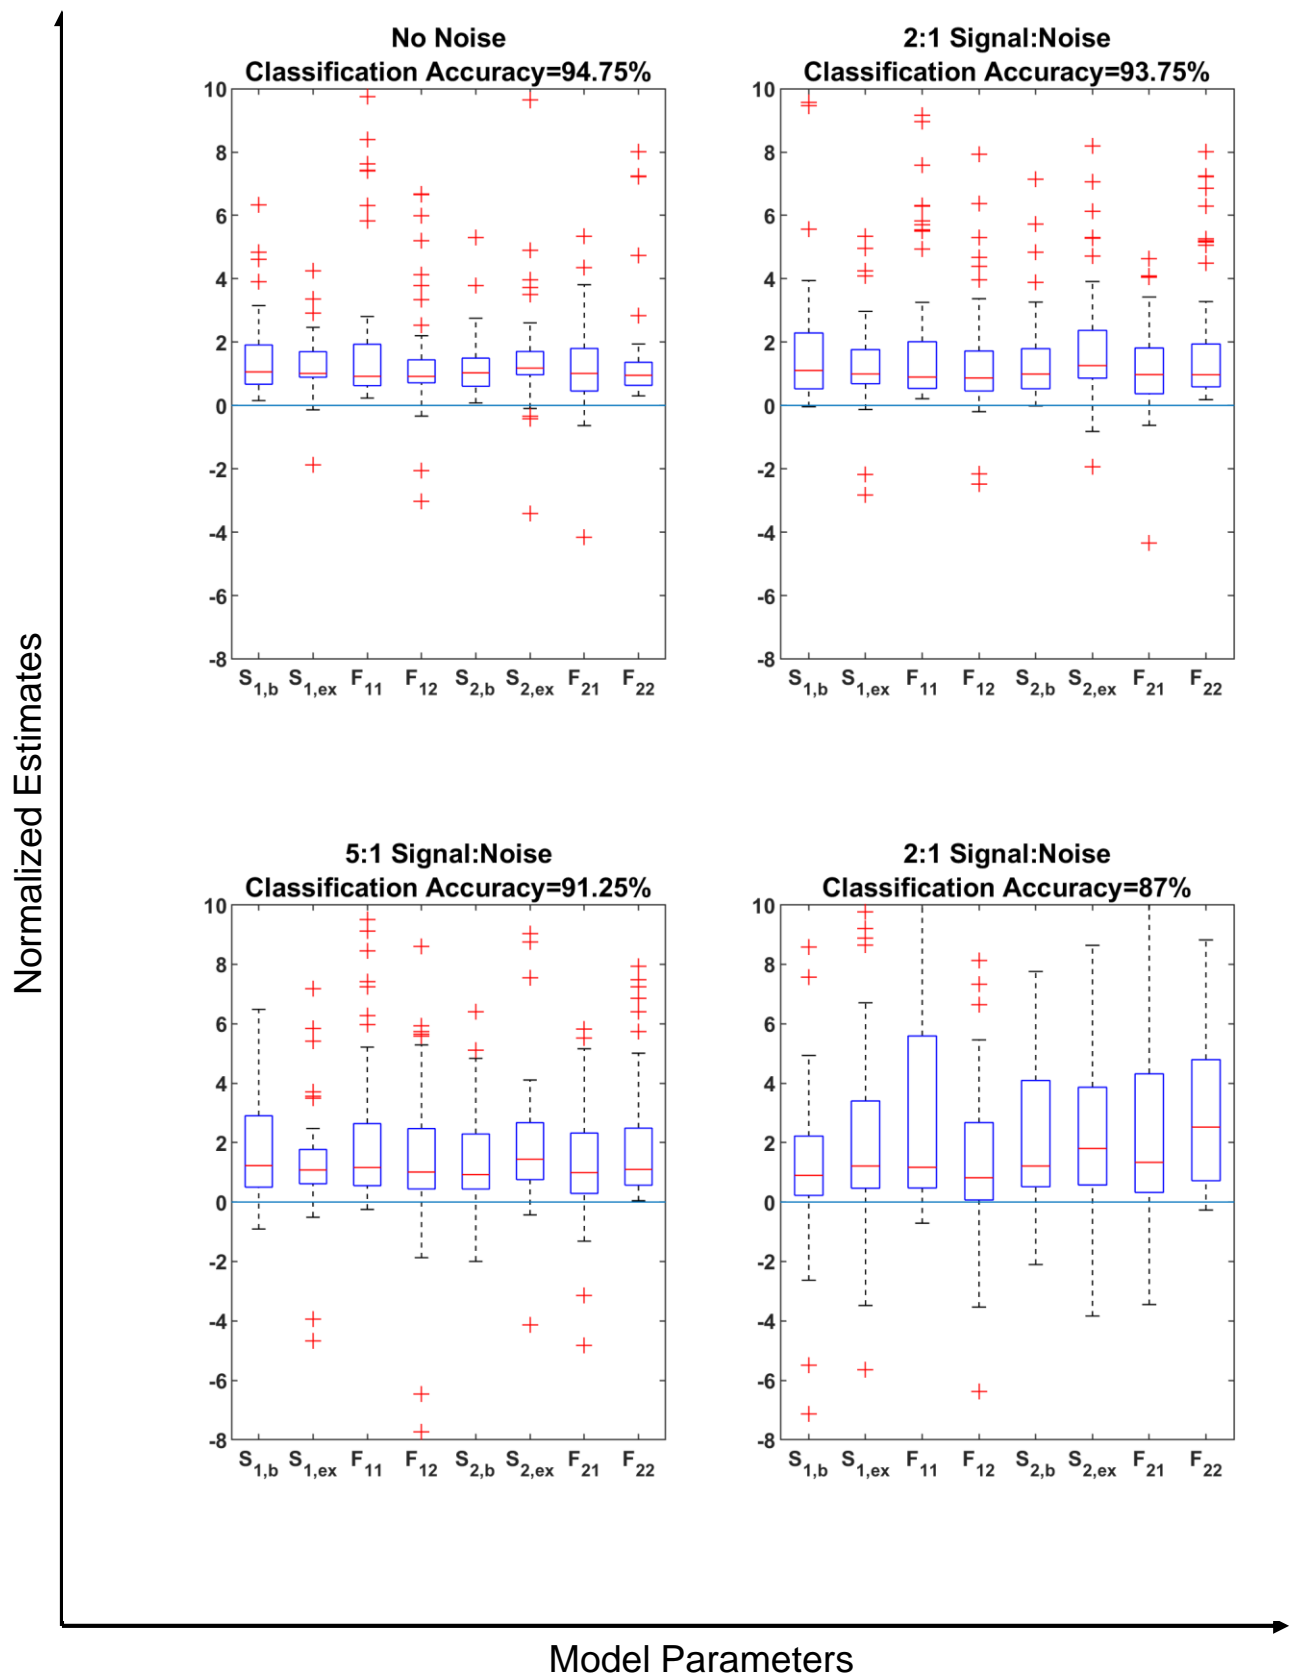 Normalized Estimates
No Noise
Classification Accuracy=94.75%
10
8
6
4
2
0
-2
-4
-6
-8
S1,b S1,ex F11 F12 S2,b S2,ex F21 F22
2:1 Signal:Noise
Classification Accuracy=93.75%
10
8
6
4
2
0
-2
-4
-6
-8
S1,b S1,ex F11 F12 S2,b S2,ex F21 F22
5:1 Signal:Noise
Classification Accuracy=91.25%
10
8
6
4
2
0
-2
-4
-6
-8
S1,b S1,ex F11 F12 S2,b S2,ex F21 F22
2:1 Signal:Noise
Classification Accuracy=87%
10
8
6
4
2
0
-2
-4
-6
-8
S1,b S1,ex F11 F12 S2,b S2,ex F21 F22
Model Parameters